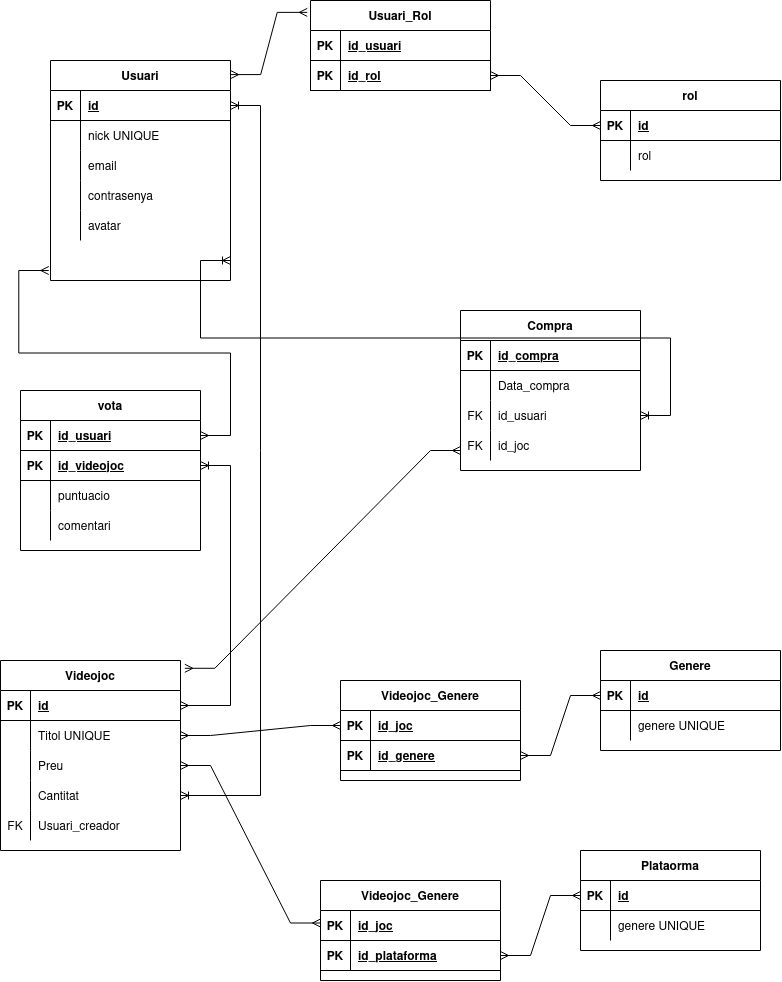 Usuari_Rol
PK id_usuari
PK id_rol
Usuari
PK id
nick UNIQUE
email
contrasenya
avatar
rol
PK id
rol
Compra
PK id_compra
Data_compra
FK id_usuari
FK id_joc
vota
PK id_usuari
PK id_videojoc
puntuacio
comentari
Videojoc
PK id
Titol UNIQUE
Preu
Cantitat
FK Usuari_creador
Videojoc_Genere
PK id_joc
PK id_genere
Genere
PK id
genere UNIQUE
Videojoc_Genere
PK id_joc
PK id_plataforma
Plataorma
PK id
genere UNIQUE